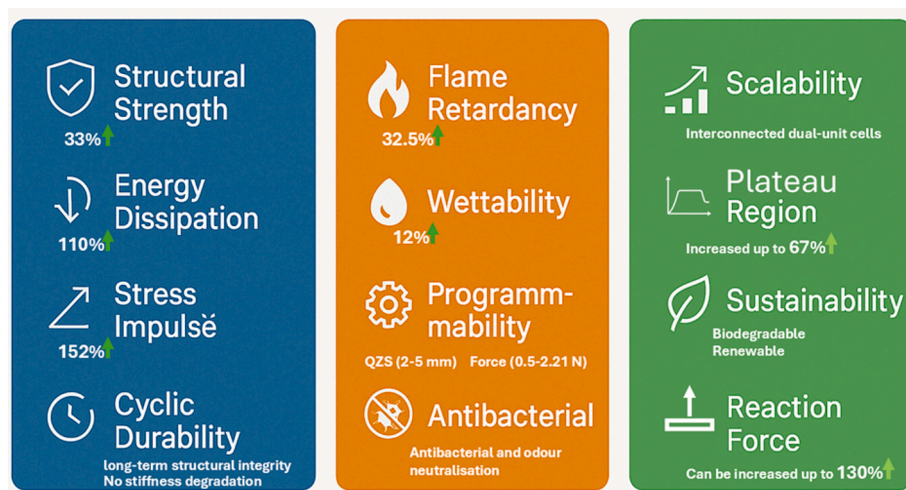 Structural
Strength
33%
Energy
Dissipation
110%
Stress
Impulsë
152%
Cyclic
Durability
long-term structural integrity
No stiffness degradation
Flame
Retardancy
32.5%
Wettability
12%
Programm-
mability
QZS (2-5 mm) Force (0.5-2.21 N)
Antibacterial
Antibacterial and odour
neutralisation
Scalability
Interconnected dual-unit cells
Plateau
Region
Increased up to 67%
Sustainability
Biodegradable
Renewable
Reaction
Force
Can be increased up to 130%